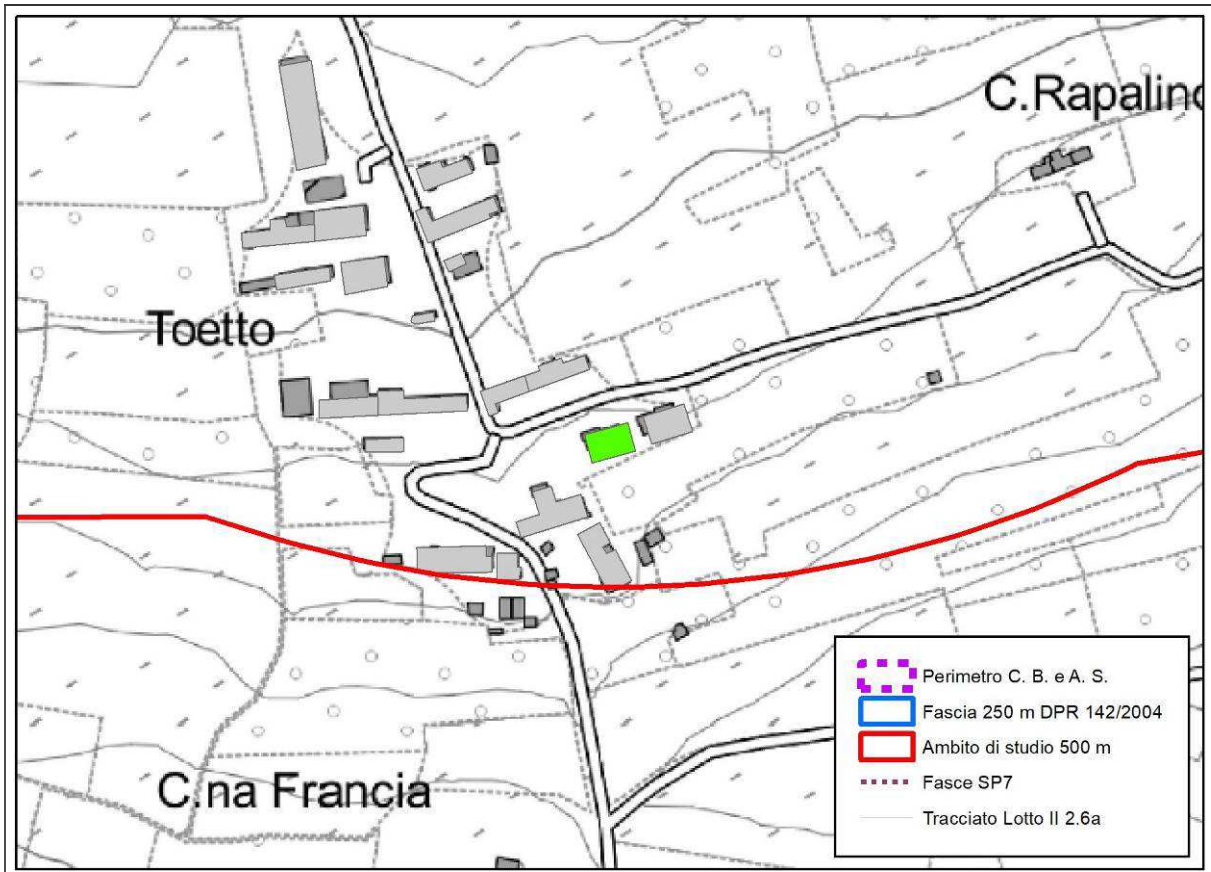 C.Rapalino
Toetto
C.na Francia
Perimetro C. B. e A. S.
Fascia 250 m DPR 142/2004
Ambito di studio 500 m
Fasce SP7
Tracciato Lotto II 2.6a